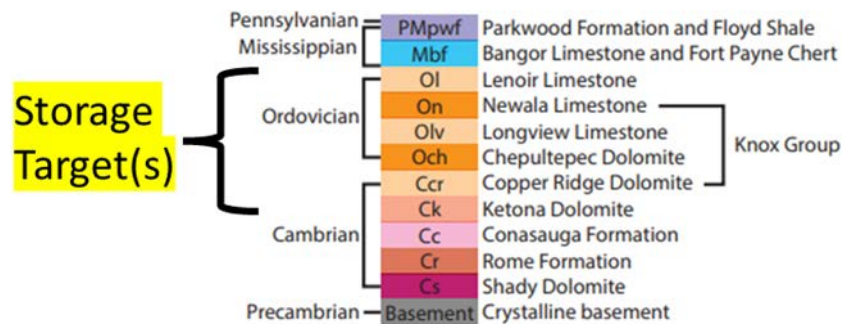 Pennsylvanian PMpwf Parkwood Formation and Floyd Shale
Mississippian Mbf Bangor Limestone and Fort Payne Chert
Ol Lenoir Limestone
Storage
Target(s)
Ordovician On Newala Limestone
Olv Longview Limestone
Knox Group
Och Chepultepec Dolomite
Ccr Copper Ridge Dolomite
Ck Ketona Dolomite
Cambrian Cc Conasauga Formation
Cr Rome Formation
Cs Shady Dolomite
Precambrian Basement Crystalline basement